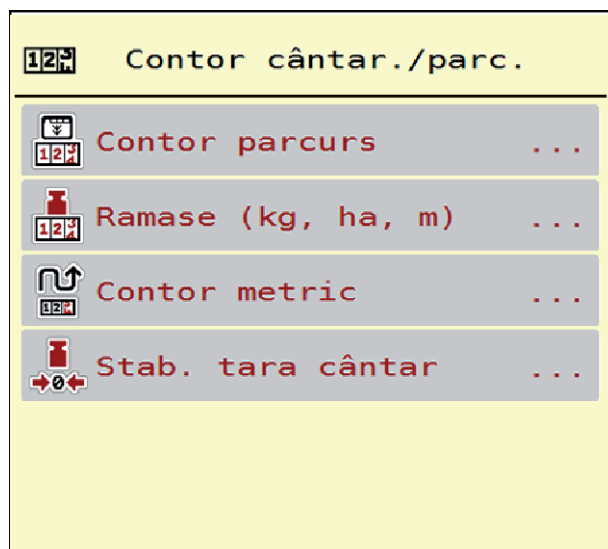 Contor cântar./parc.
Contor parcurs ...
Ramase (kg, ha, m) ...
Contor metric ...
Stab. tara cântar ...